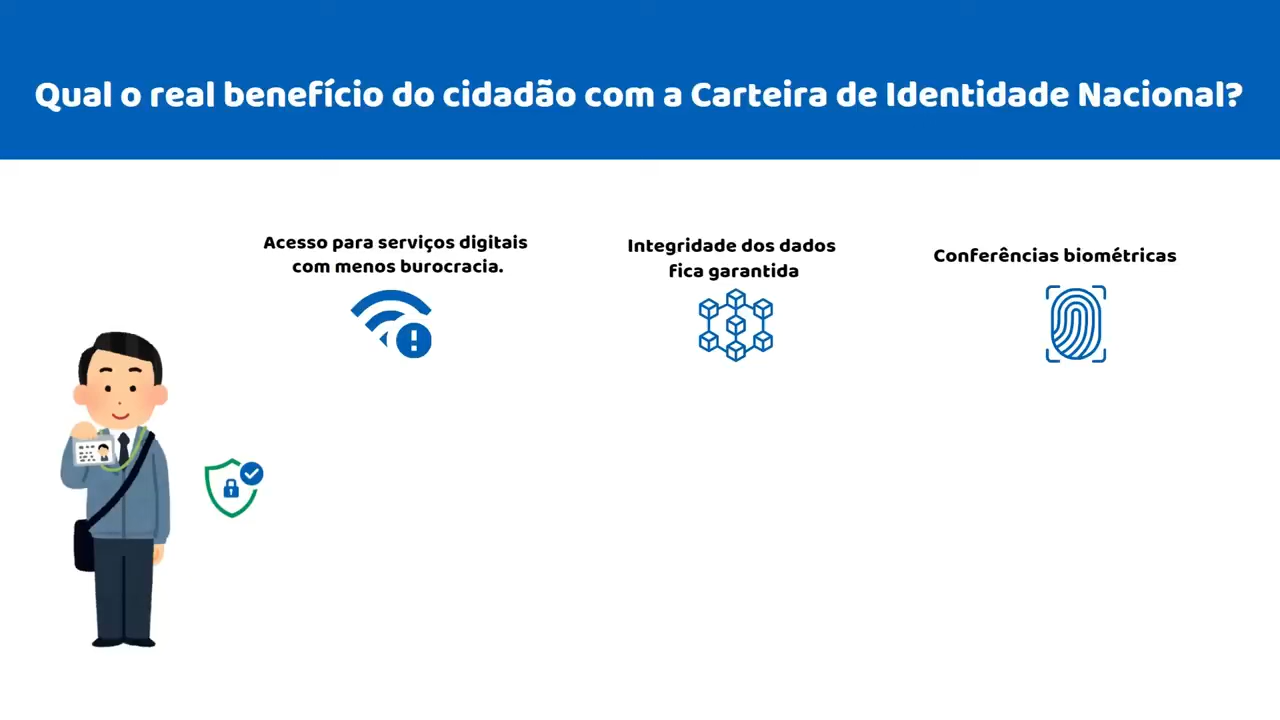 Qual o real benefício do cidadão com a Carteira de Identidade Nacional?
Acesso para serviços digitais
com menos burocracia.
Integridade dos dados
fica garantida
Conferências biométricas